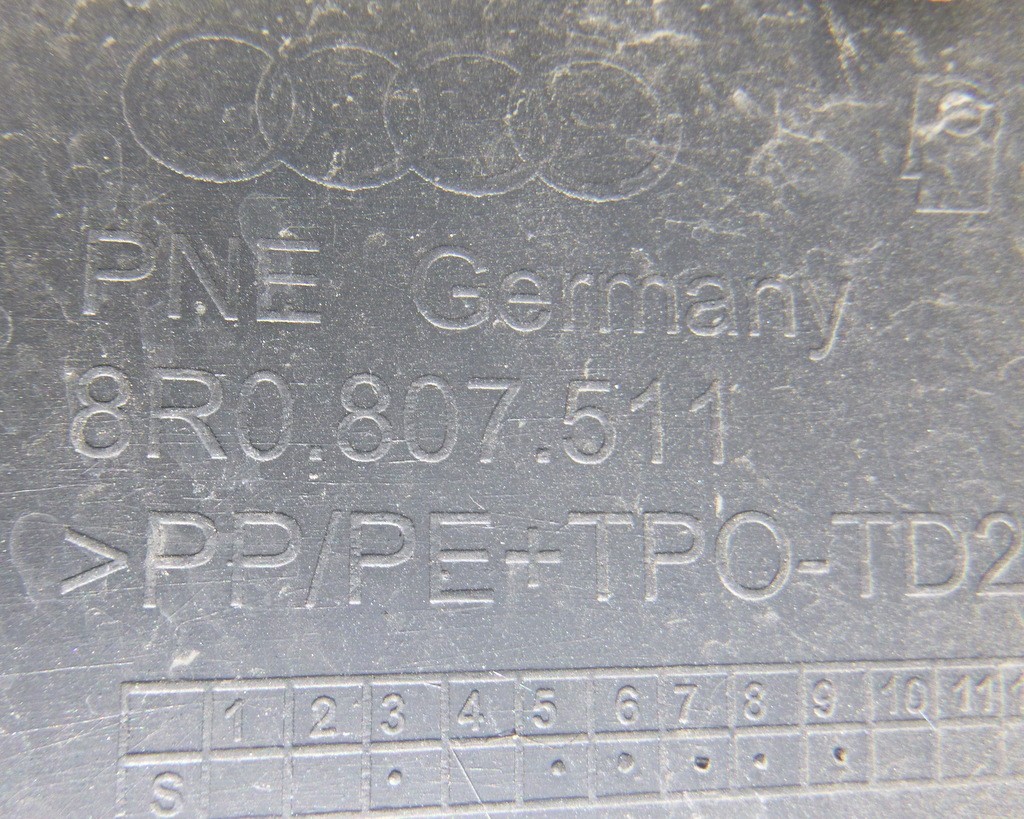 PNE Germany
8R0.807.511
>PP/PE+TPO-TD2
1 2 3 4 5 6 7 8 9 10 11
S